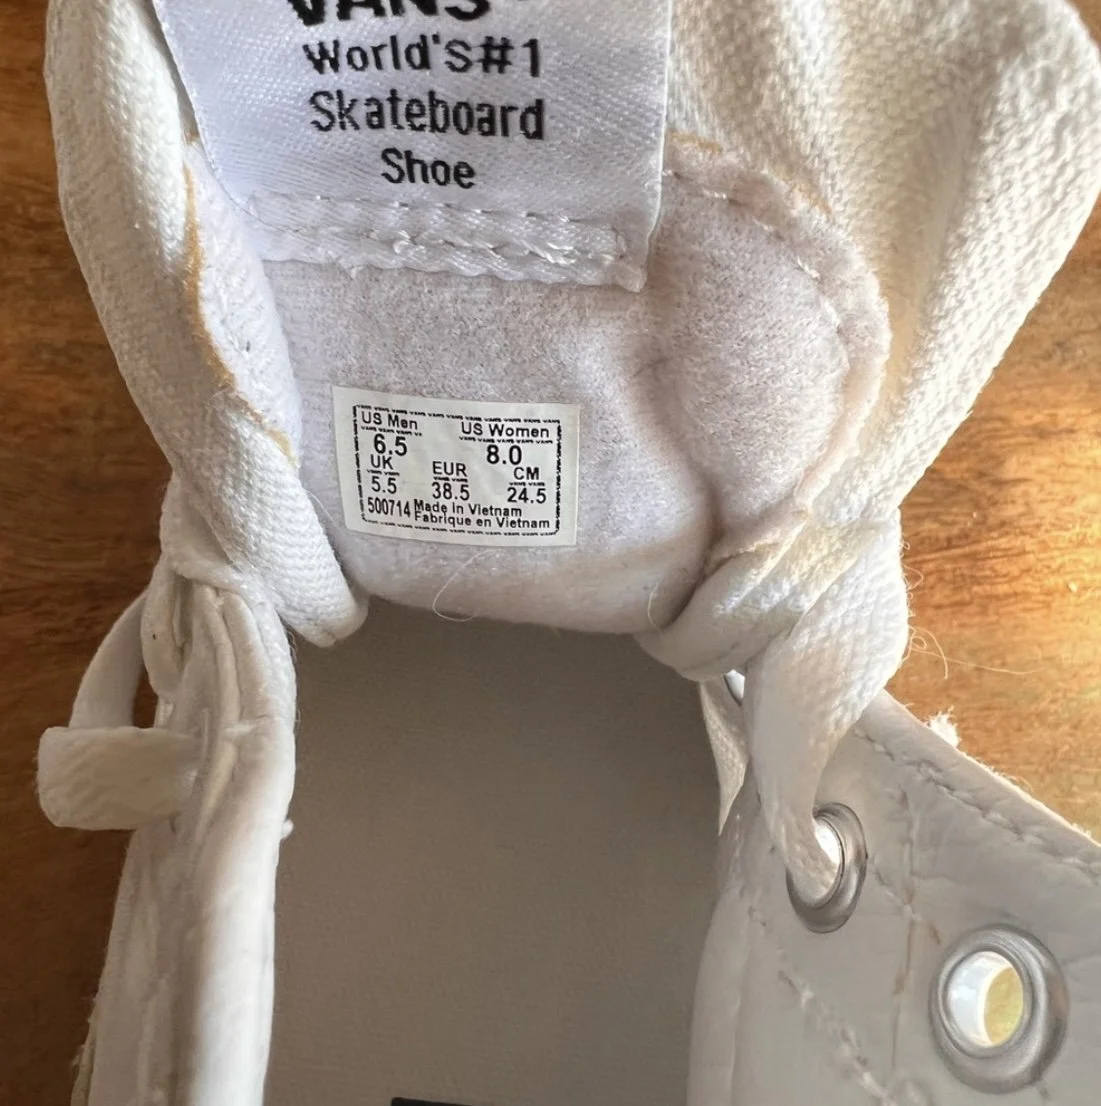 VANS
World's#1
Skateboard
Shoe
US Men US Women
6.5 8.0
UK EUR CM
5.5 38.5 24.5
500714 Made In Vietnam
Fabrique en Vietnam